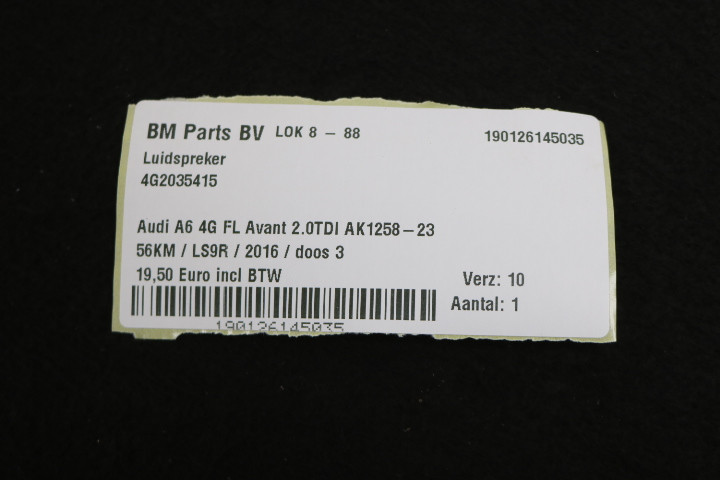 BM Parts BV LOK 8 – 88 190126145035
Luidspreker
4G2035415
Audi A6 4G FL Avant 2.0TDI AK1258–23
56KM / LS9R / 2016 / doos 3
19,50 Euro incl BTW Verz: 10
Aantal: 1
190126145035